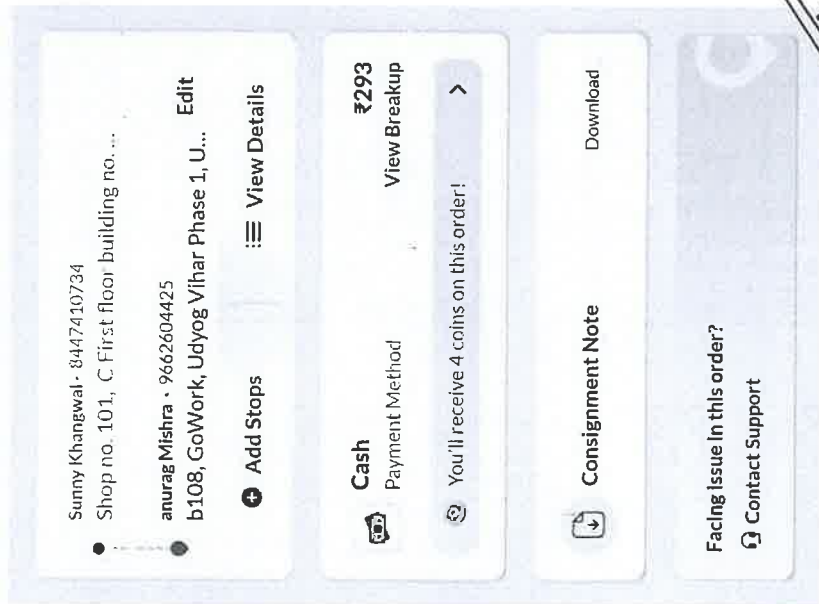 Sunny Khangwal · 8447410734
Shop no. 101, C First floor building no. ...
anurag Mishra · 9662604425
b108, GoWork, Udyog Vihar Phase 1, U... Edit
Add Stops View Details
Cash ₹293
Payment Method View Breakup
You'll receive 4 coins on this order!
Consignment Note Download
Facing issue in this order?
Contact Support